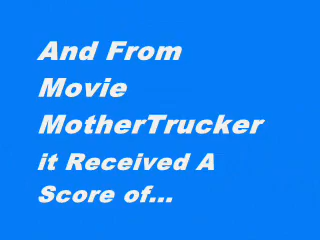 And From
Movie
MotherTrucker
it Received A
Score of...